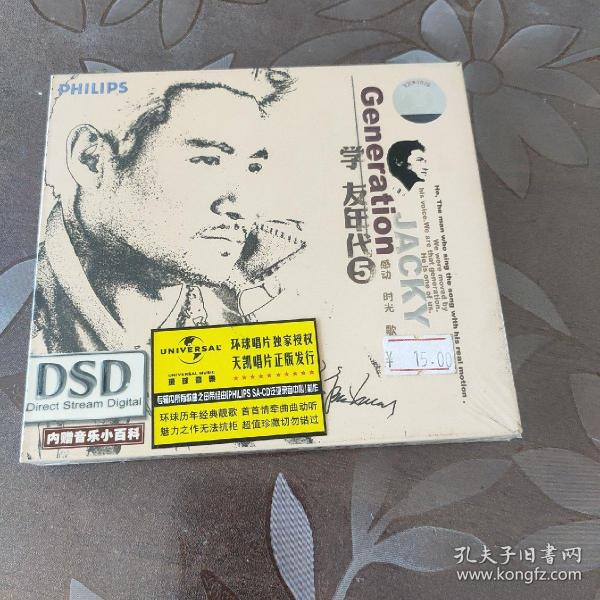 PHILIPS
Generation
学友年代5
JACKY
感动 时光 歌
He, The man who sing the song with his real motion.
We were moved by
his voice. We are that generation.
He is one of us.
¥ 15.00
UNIVERSAL
UNIVERSAL MUSIC
环球音乐
环球唱片独家授权
天凯唱片正版发行
★★★★★★★★★★
环球历年经典靓歌 首首情牵曲曲动听
魅力之作无法抗拒 超值珍藏切勿错过
DSD
Direct Stream Digital
内赠音乐小百科
孔夫子旧书网
www.kongfz.com